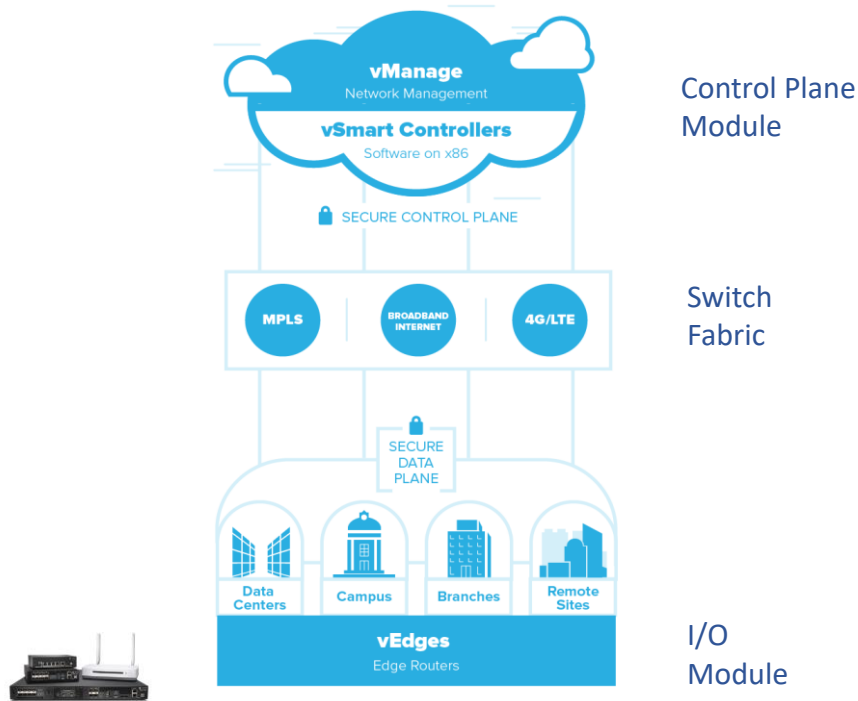 vManage
Network Management
vSmart Controllers
Software on x86
Control Plane
Module
SECURE CONTROL PLANE
MPLS
BROADBAND
INTERNET
4G/LTE
Switch
Fabric
SECURE
DATA
PLANE
Data
Centers
Campus
Branches
Remote
Sites
vEdges
Edge Routers
I/O
Module